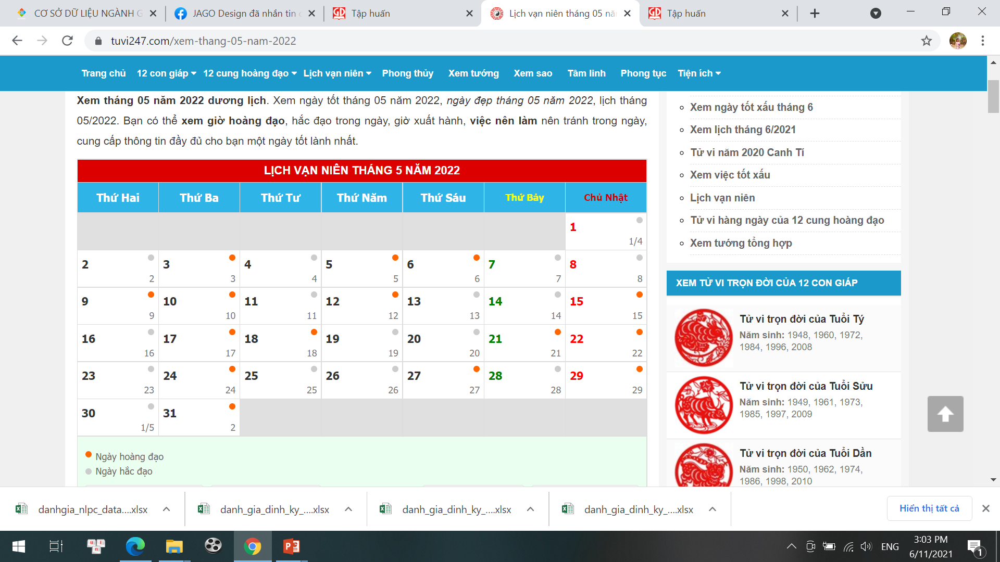 CƠ SỞ DỮ LIỆU NGÀNH G
JAGO Design đã nhắn tin c
Tập huấn
Lịch vạn niên tháng 05 nă
Tập huấn
tuvi247.com/xem-thang-05-nam-2022
Trang chủ 12 con giáp 12 cung hoàng đạo Lịch vạn niên Phong thủy Xem tướng Xem sao Tâm linh Phong tục Tiện ích
Xem tháng 05 năm 2022 dương lịch. Xem ngày tốt tháng 05 năm 2022, ngày đẹp tháng 05 năm 2022, lịch tháng
05/2022. Bạn có thể xem giờ hoàng đạo, hắc đạo trong ngày, giờ xuất hành, việc nên làm nên tránh trong ngày,
cung cấp thông tin đầy đủ cho bạn một ngày tốt lành nhất.
LỊCH VẠN NIÊN THÁNG 5 NĂM 2022
Thứ Hai Thứ Ba Thứ Tư Thứ Năm Thứ Sáu Thứ Bảy Chủ Nhật
1
1/4
2 3 4 5 6 7 8
2 3 4 5 6 7 8
9 10 11 12 13 14 15
9 10 11 12 13 14 15
16 17 18 19 20 21 22
16 17 18 19 20 21 22
23 24 25 26 27 28 29
23 24 25 26 27 28 29
30 31
1/5 2
Ngày hoàng đạo
Ngày hắc đạo
Xem ngày tốt xấu tháng 6
Xem lịch tháng 6/2021
Tử vi năm 2020 Canh Tí
Xem việc tốt xấu
Lịch vạn niên
Tử vi hàng ngày của 12 cung hoàng đạo
Xem tướng tổng hợp
XEM TỬ VI TRỌN ĐỜI CỦA 12 CON GIÁP
Tử vi trọn đời của Tuổi Tý
Năm sinh: 1948, 1960, 1972,
1984, 1996, 2008
Tử vi trọn đời của Tuổi Sửu
Năm sinh: 1949, 1961, 1973,
1985, 1997, 2009
Tử vi trọn đời của Tuổi Dần
Năm sinh: 1950, 1962, 1974,
1986, 1998, 2010
danhgia_nlpc_data....xlsx
danh_gia_dinh_ky_....xlsx
danh_gia_dinh_ky_....xlsx
danh_gia_dinh_ky_....xlsx
Hiển thị tất cả
ENG
3:03 PM
6/11/2021
1